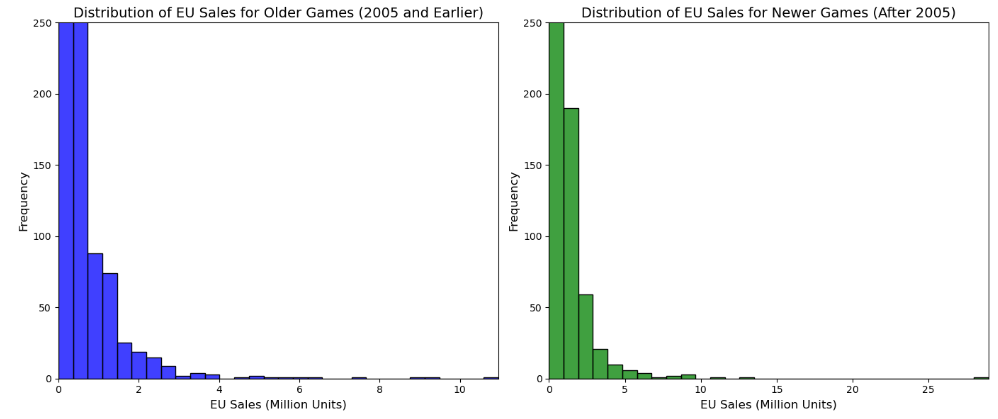 Distribution of EU Sales for Older Games (2005 and Earlier)
250
200
150
100
50
0
Frequency
0 2 4 6 8 10
EU Sales (Million Units)
Distribution of EU Sales for Newer Games (After 2005)
250
200
150
100
50
0
Frequency
0 5 10 15 20 25
EU Sales (Million Units)